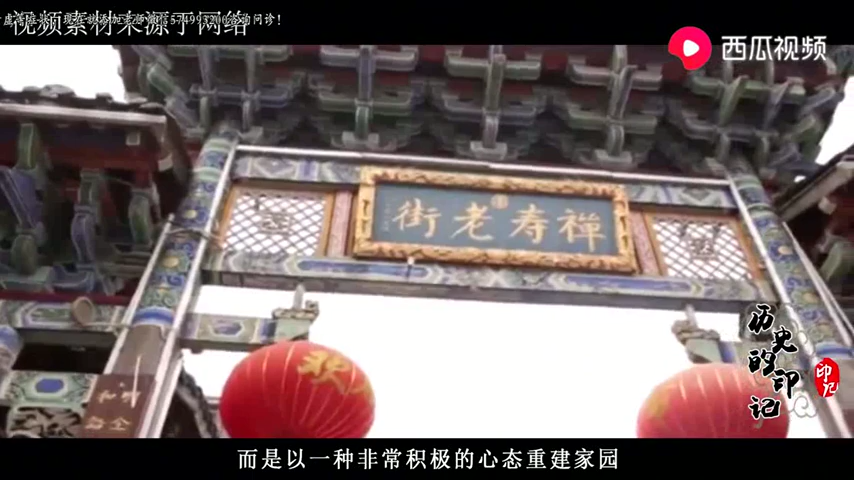 视频素材来源于网络
西瓜视频
禅寿老街
欢
历史的印记
印记
而是以一种非常积极的心态重建家园